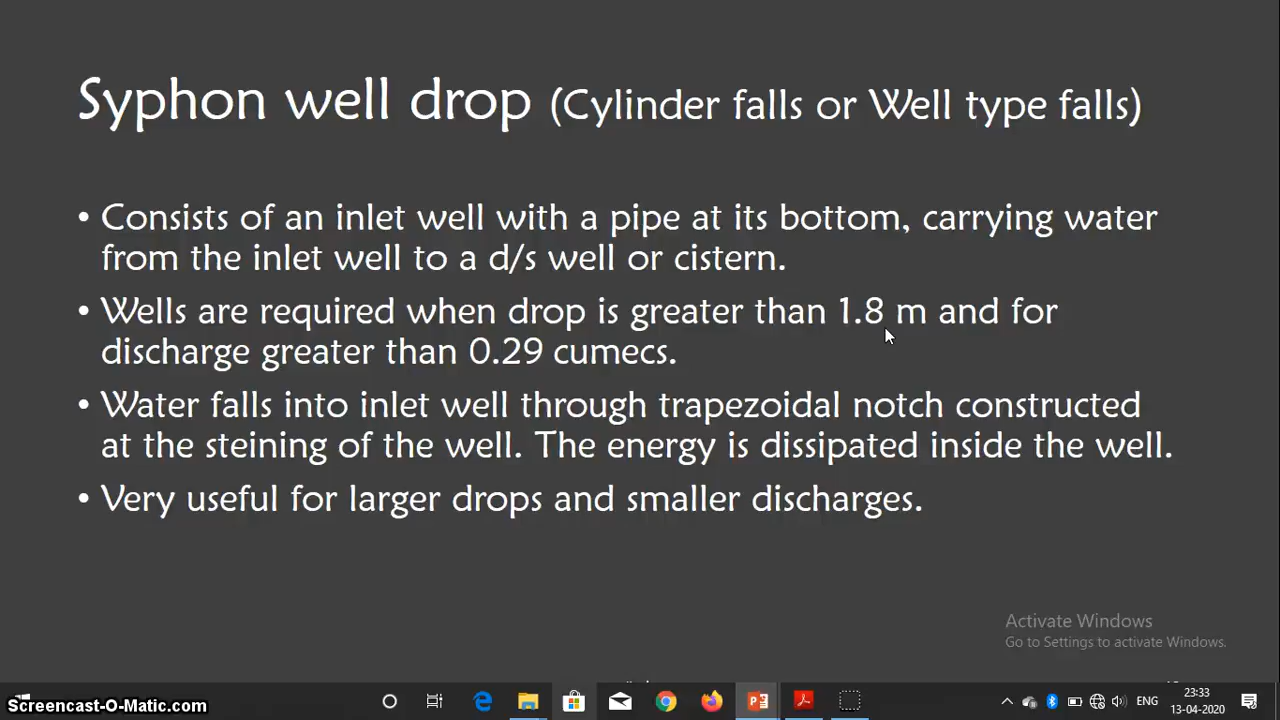 Syphon well drop (Cylinder falls or Well type falls)
• Consists of an inlet well with a pipe at its bottom, carrying water
from the inlet well to a d/s well or cistern.
• Wells are required when drop is greater than 1.8 m and for
discharge greater than 0.29 cumecs.
• Water falls into inlet well through trapezoidal notch constructed
at the steining of the well. The energy is dissipated inside the well.
• Very useful for larger drops and smaller discharges.
Activate Windows
Go to Settings to activate Windows.
Screencast-O-Matic.com
ENG
23:33
13-04-2020